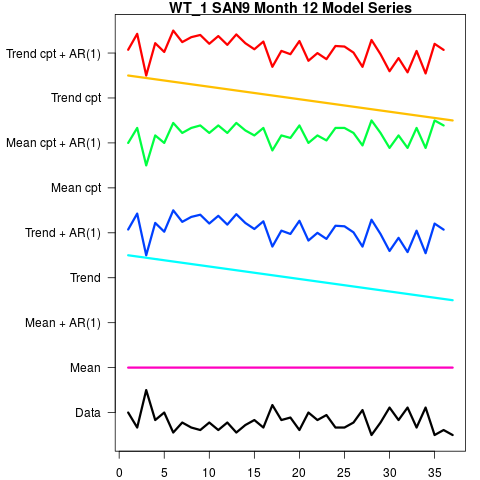 WT_1 SAN9 Month 12 Model Series
Trend cpt + AR(1)
Trend cpt
Mean cpt + AR(1)
Mean cpt
Trend + AR(1)
Trend
Mean + AR(1)
Mean
Data
0 5 10 15 20 25 30 35